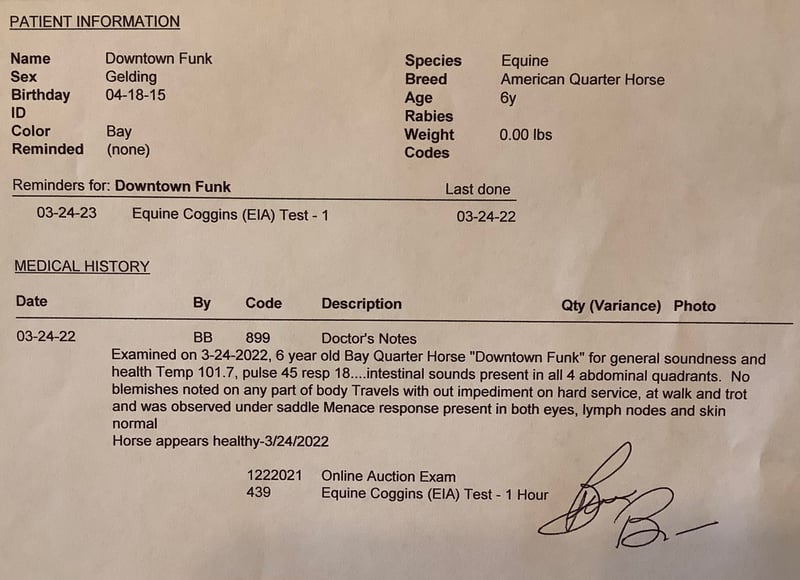 PATIENT INFORMATION
Name Downtown Funk Species Equine
Sex Gelding Breed American Quarter Horse
Birthday 04-18-15 Age 6y
ID Rabies
Color Bay Weight 0.00 lbs
Reminded (none) Codes
Reminders for: Downtown Funk Last done
03-24-23 Equine Coggins (EIA) Test - 1 03-24-22
MEDICAL HISTORY
Date By Code Description Qty (Variance) Photo
03-24-22 BB 899 Doctor's Notes
Examined on 3-24-2022, 6 year old Bay Quarter Horse "Downtown Funk" for general soundness and
health Temp 101.7, pulse 45 resp 18....intestinal sounds present in all 4 abdominal quadrants. No
blemishes noted on any part of body Travels with out impediment on hard service, at walk and trot
and was observed under saddle Menace response present in both eyes, lymph nodes and skin
normal
Horse appears healthy-3/24/2022
1222021 Online Auction Exam
439 Equine Coggins (EIA) Test - 1 Hour